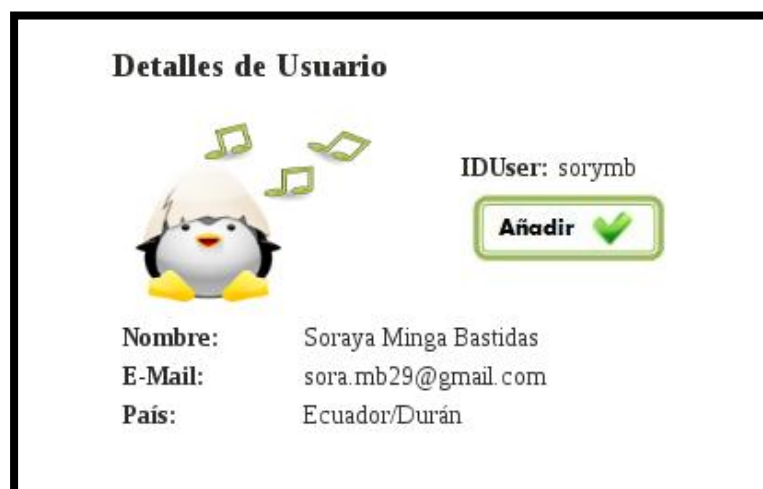 Detalles de Usuario
IDUser: sorymb
Añadir
Nombre: Soraya Minga Bastidas
E-Mail: sora.mb29@gmail.com
País: Ecuador/Durán